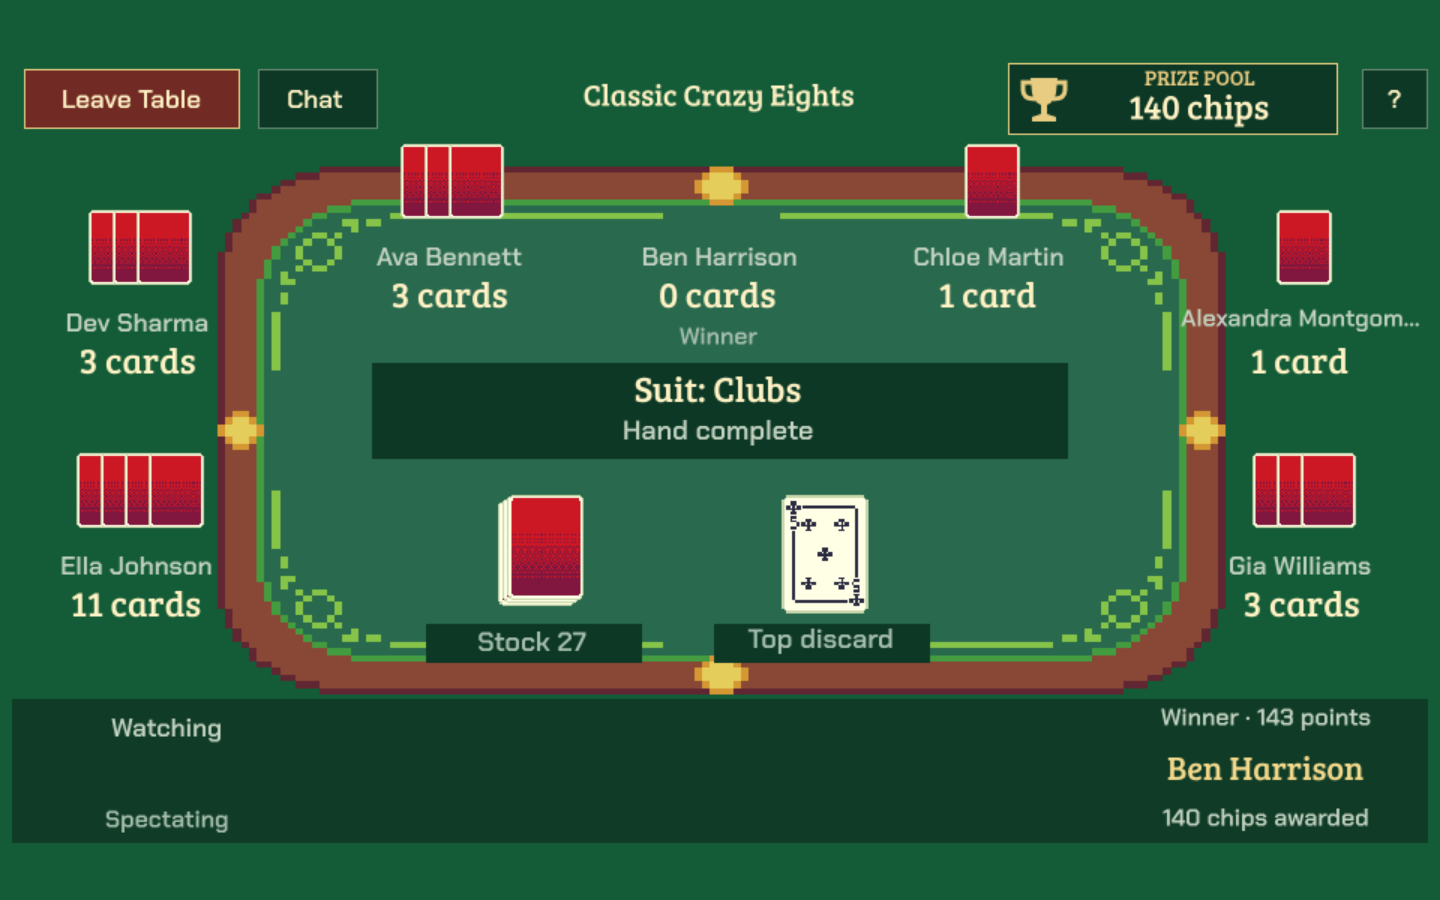 Leave Table
Chat
Classic Crazy Eights
PRIZE POOL
140 chips
?
Ava Bennett
3 cards
Ben Harrison
0 cards
Winner
Chloe Martin
1 card
Dev Sharma
3 cards
Alexandra Montgom...
1 card
Suit: Clubs
Hand complete
Ella Johnson
11 cards
Gia Williams
3 cards
5
5
Stock 27
Top discard
Watching
Spectating
Winner · 143 points
Ben Harrison
140 chips awarded